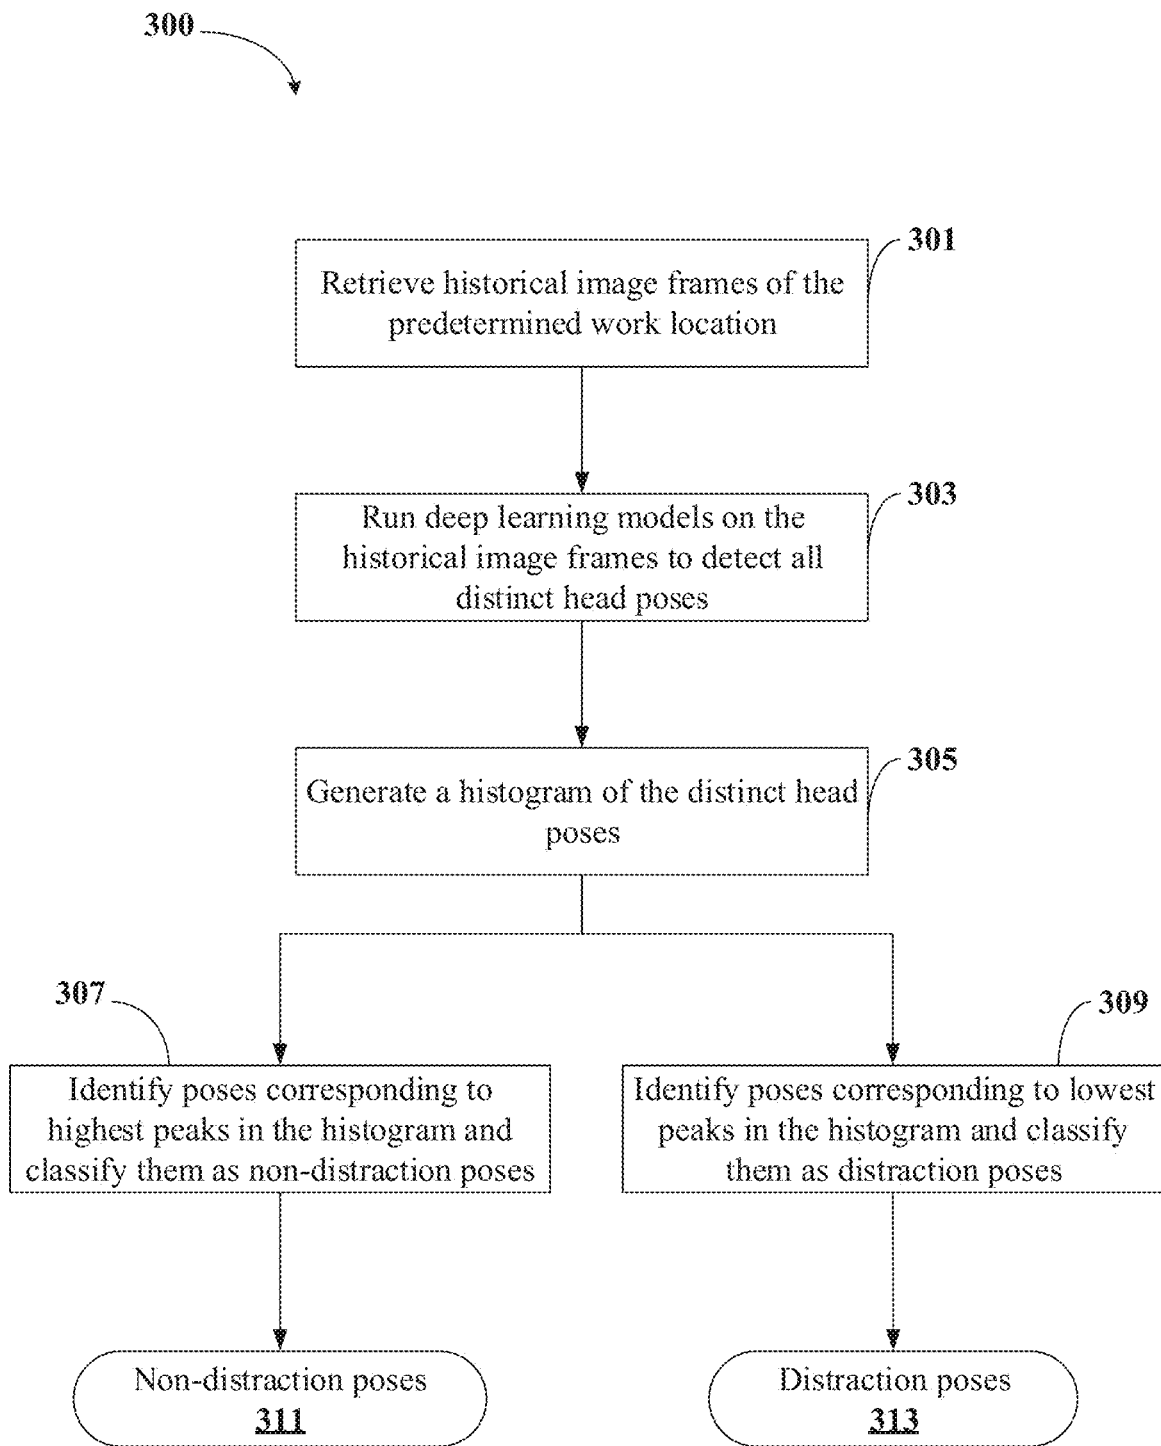 300
301
Retrieve historical image frames of the
predetermined work location
303
Run deep learning models on the
historical image frames to detect all
distinct head poses
305
Generate a histogram of the distinct head
poses
307
Identify poses corresponding to
highest peaks in the histogram and
classify them as non-distraction poses
309
Identify poses corresponding to lowest
peaks in the histogram and classify
them as distraction poses
Non-distraction poses
311
Distraction poses
313